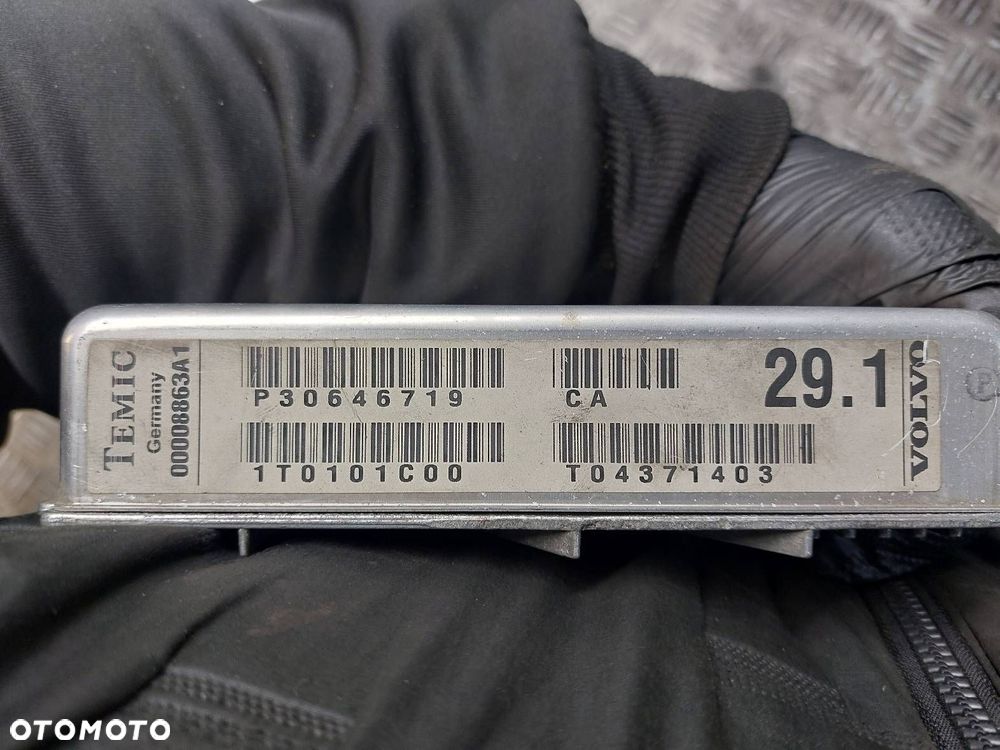 TEMIC
Germany
00008863A1
P30646719
CA
29.1
1T0101C00
T04371403
VOLVO
P
OTOMOTO